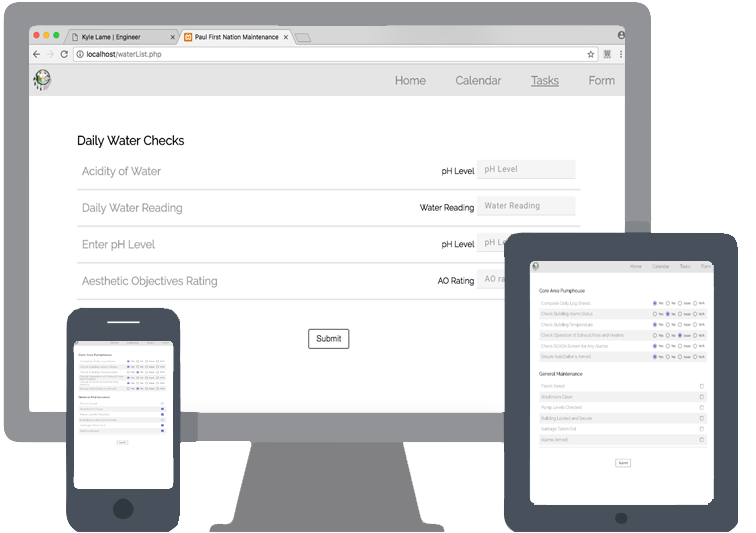 Kyle Lame | Engineer
Paul First Nation Maintenance
localhost/waterList.php
Home Calendar Tasks Form
Daily Water Checks
Acidity of Water pH Level pH Level
Daily Water Reading Water Reading Water Reading
Enter pH Level pH Level
Aesthetic Objectives Rating AO Rating
Submit
Home Calendar Tasks Form
Core Area Pumphouse
Complete Daily Log Sheets Yes No Issue N/A
Check Building Alarm Status Yes No Issue N/A
Check Building Temperature Yes No Issue N/A
Check Operation of Exhaust Fans and Heaters Yes No Issue N/A
Check SCADA Screen for Any Alarms Yes No Issue N/A
Ensure Autodialler is Armed Yes No Issue N/A
General Maintenance
Floors Swept
Washroom Clean
Pump Levels Checked
Building Locked and Secure
Garbage Taken Out
Alarms Armed
Submit
Core Area Pumphouse
General Maintenance
Submit